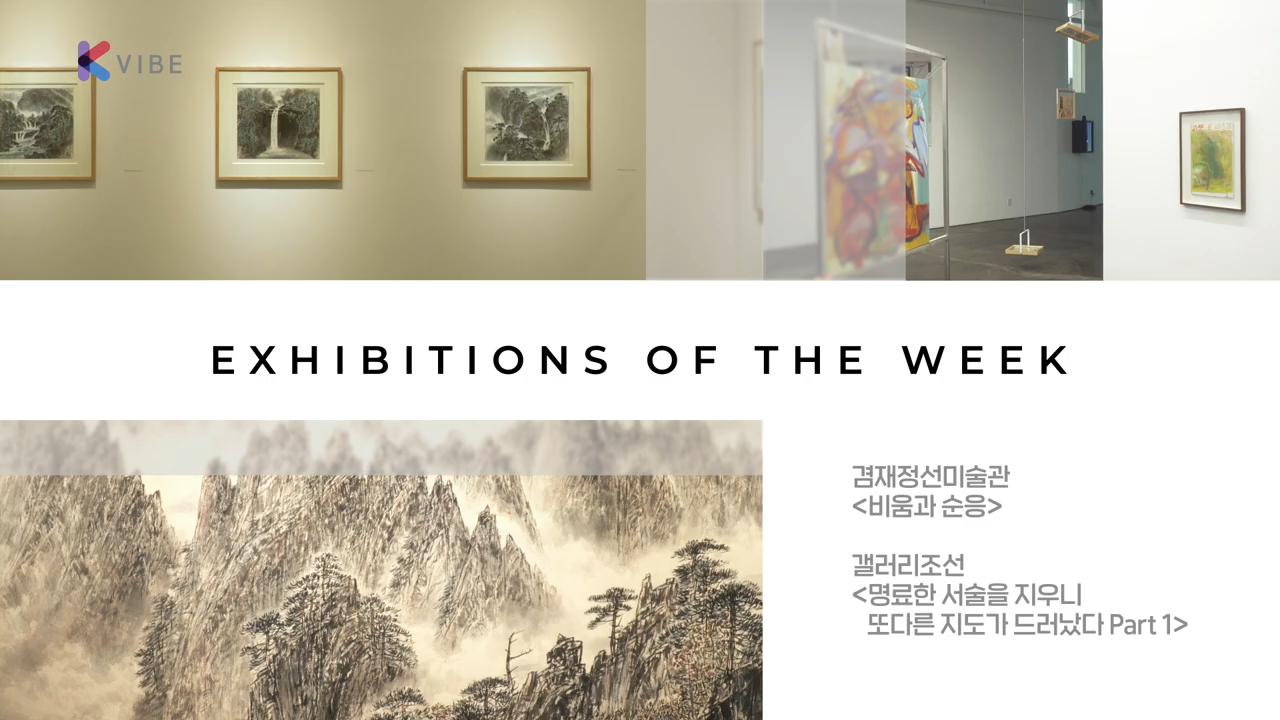 VIBE
EXHIBITIONS OF THE WEEK
겸재정선미술관
<비움과 순응>
갤러리조선
<명료한 서술을 지우니
또다른 지도가 드러났다 Part 1>